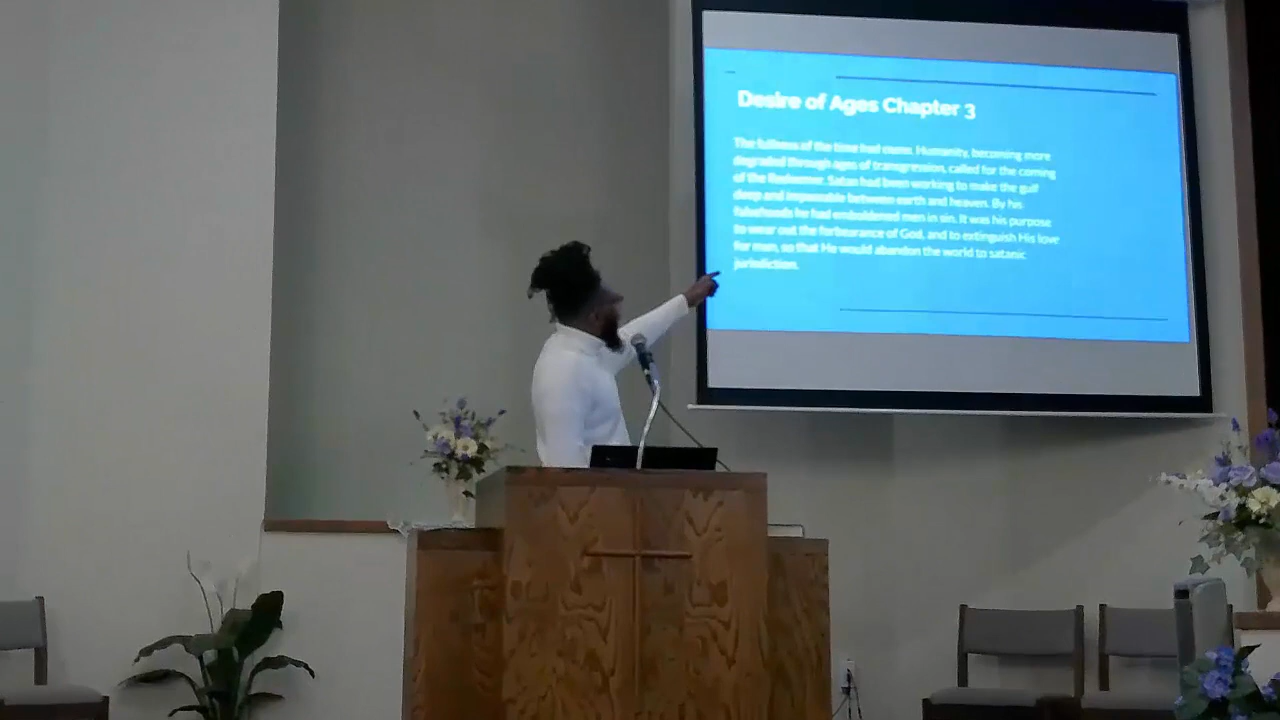 Desire of Ages Chapter 3
The fullness of the time had come. Humanity, becoming more
degraded through ages of transgression, called for the coming
of the Redeemer. Satan had been working to make the gulf
deep and impassable between earth and heaven. By his
falsehoods he had emboldened men in sin. It was his purpose
to wear out the forbearance of God, and to extinguish His love
for man, so that He would abandon the world to satanic
jurisdiction.